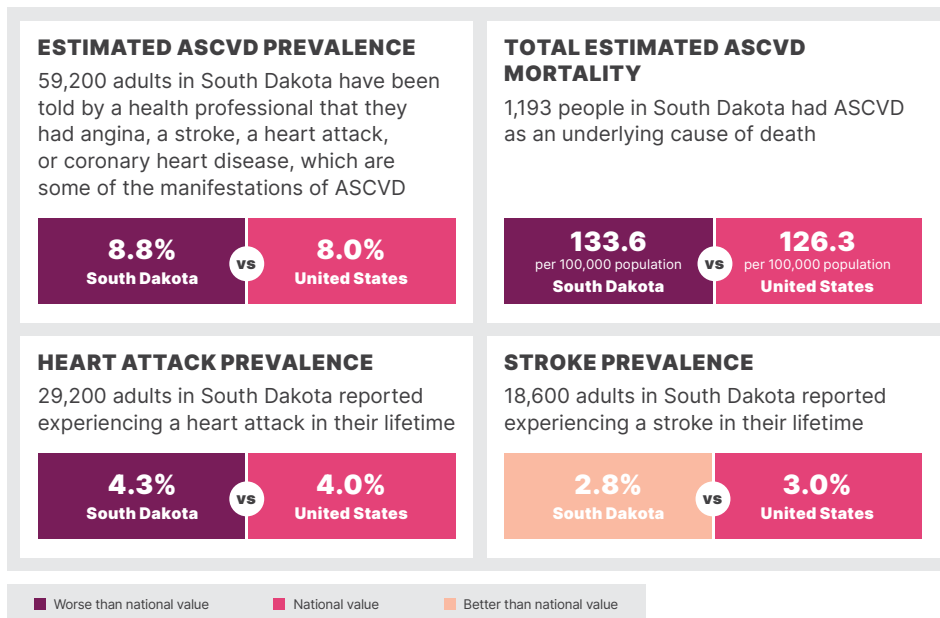 ESTIMATED ASCVD PREVALENCE
59,200 adults in South Dakota have been
told by a health professional that they
had angina, a stroke, a heart attack,
or coronary heart disease, which are
some of the manifestations of ASCVD
8.8%
South Dakota
vs
8.0%
United States
TOTAL ESTIMATED ASCVD
MORTALITY
1,193 people in South Dakota had ASCVD
as an underlying cause of death
133.6
per 100,000 population
South Dakota
vs
126.3
per 100,000 population
United States
HEART ATTACK PREVALENCE
29,200 adults in South Dakota reported
experiencing a heart attack in their lifetime
4.3%
South Dakota
vs
4.0%
United States
STROKE PREVALENCE
18,600 adults in South Dakota reported
experiencing a stroke in their lifetime
2.8%
South Dakota
vs
3.0%
United States
Worse than national value
National value
Better than national value